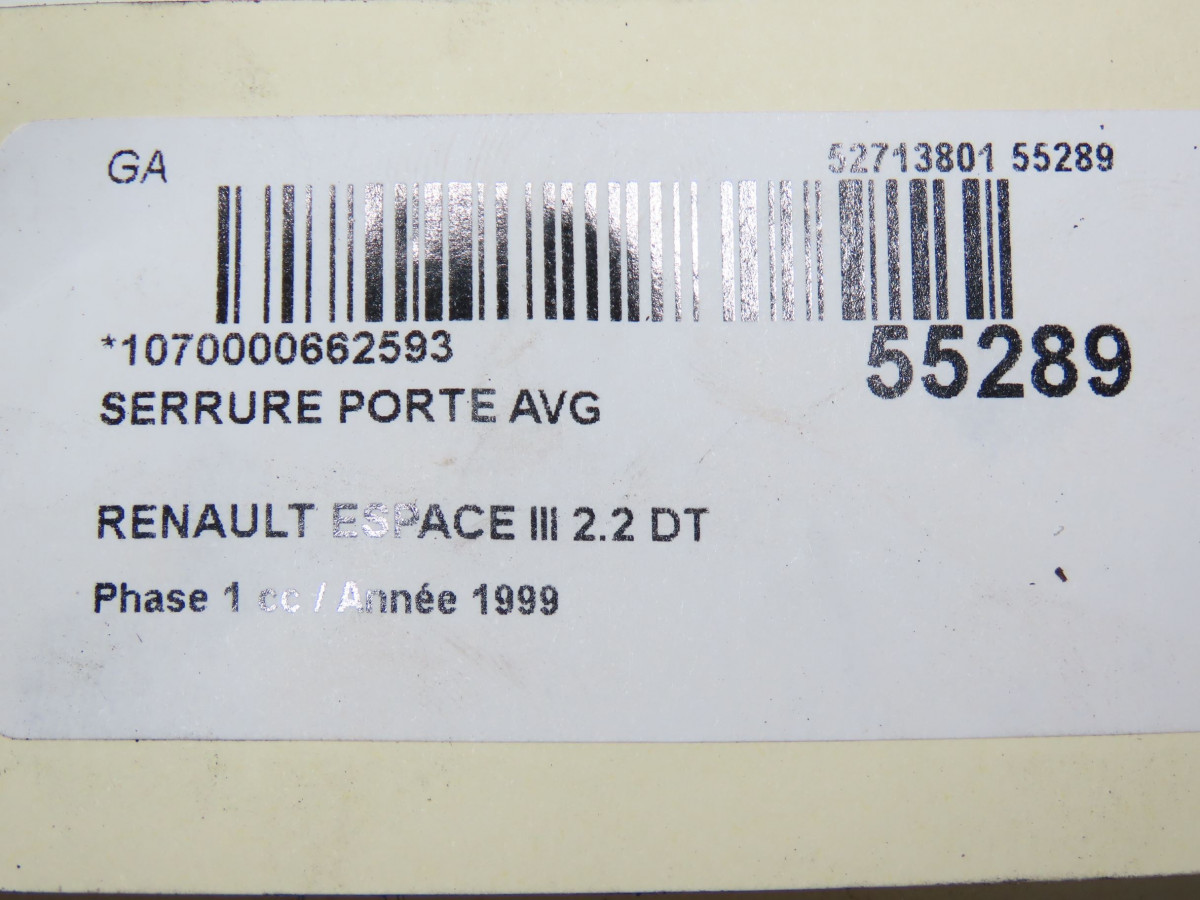 GA
52713801 55289
*1070000662593
55289
SERRURE PORTE AVG
RENAULT ESPACE III 2.2 DT
Phase 1 cc / Année 1999